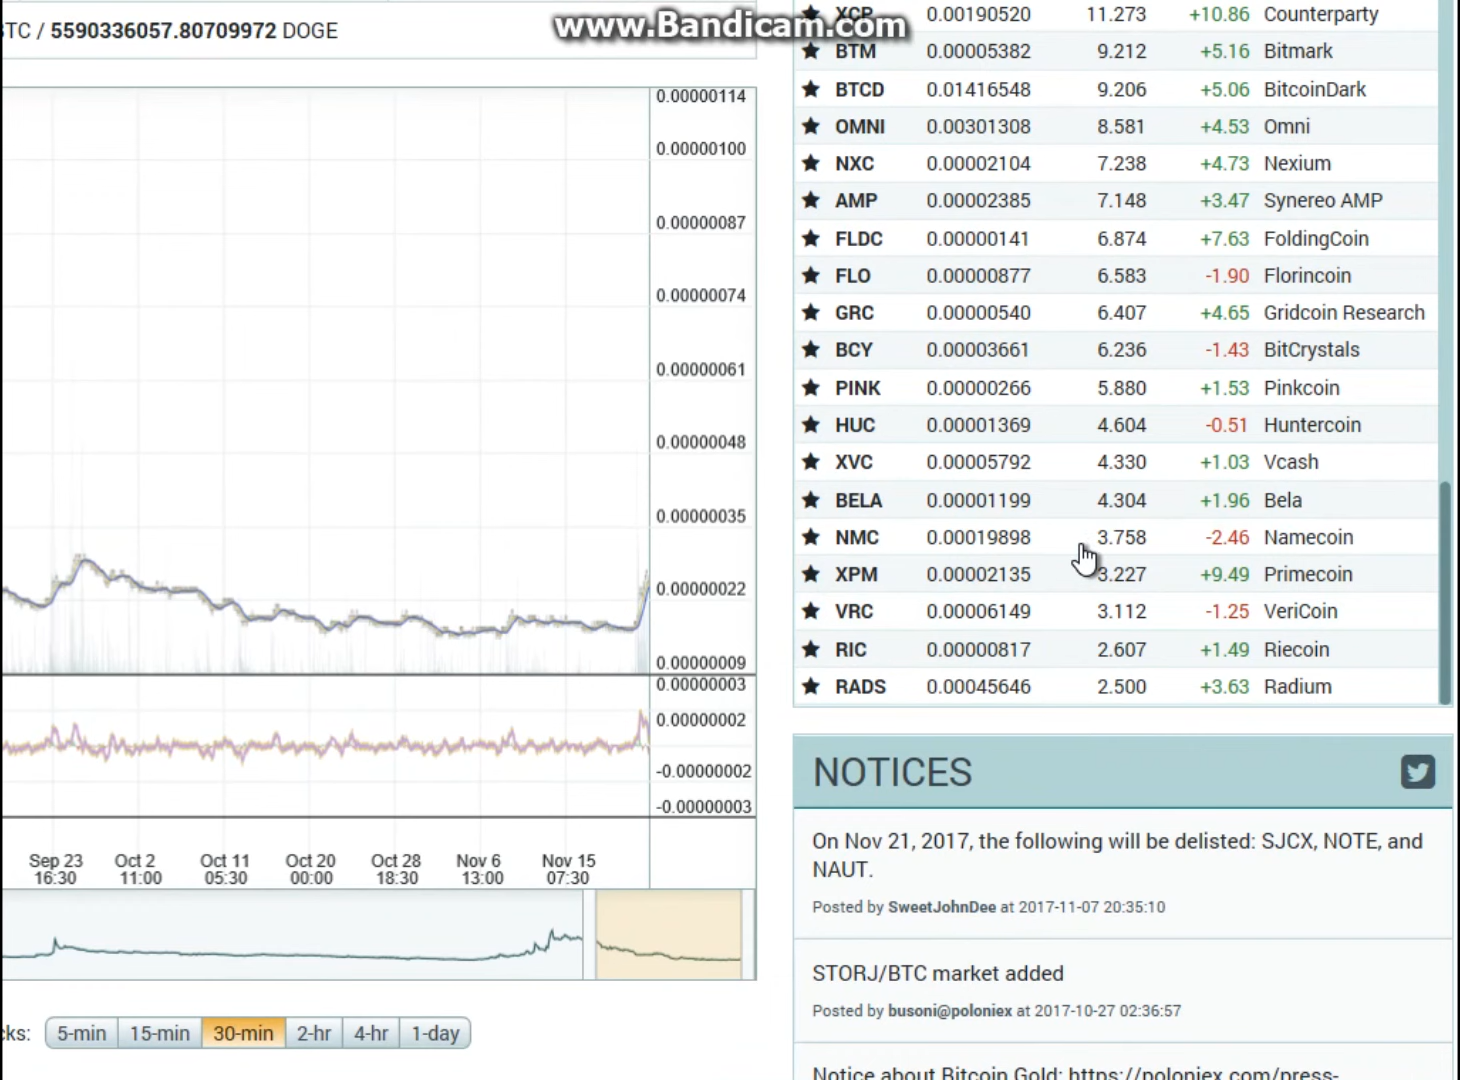 www.Bandicam.com
BTC / 5590336057.80709972 DOGE
0.00000114
0.00000100
0.00000087
0.00000074
0.00000061
0.00000048
0.00000035
0.00000022
0.00000009
0.00000003
0.00000002
-0.00000002
-0.00000003
Sep 23 Oct 2 Oct 11 Oct 20 Oct 28 Nov 6 Nov 15
16:30 11:00 05:30 00:00 18:30 13:00 07:30
cks: 5-min 15-min 30-min 2-hr 4-hr 1-day
XCP 0.00190520 11.273 +10.86 Counterparty
BTM 0.00005382 9.212 +5.16 Bitmark
BTCD 0.01416548 9.206 +5.06 BitcoinDark
OMNI 0.00301308 8.581 +4.53 Omni
NXC 0.00002104 7.238 +4.73 Nexium
AMP 0.00002385 7.148 +3.47 Synereo AMP
FLDC 0.00000141 6.874 +7.63 FoldingCoin
FLO 0.00000877 6.583 -1.90 Florincoin
GRC 0.00000540 6.407 +4.65 Gridcoin Research
BCY 0.00003661 6.236 -1.43 BitCrystals
PINK 0.00000266 5.880 +1.53 Pinkcoin
HUC 0.00001369 4.604 -0.51 Huntercoin
XVC 0.00005792 4.330 +1.03 Vcash
BELA 0.00001199 4.304 +1.96 Bela
NMC 0.00019898 3.758 -2.46 Namecoin
XPM 0.00002135 3.227 +9.49 Primecoin
VRC 0.00006149 3.112 -1.25 VeriCoin
RIC 0.00000817 2.607 +1.49 Riecoin
RADS 0.00045646 2.500 +3.63 Radium
NOTICES
On Nov 21, 2017, the following will be delisted: SJCX, NOTE, and
NAUT.
Posted by SweetJohnDee at 2017-11-07 20:35:10
STORJ/BTC market added
Posted by busoni@poloniex at 2017-10-27 02:36:57
Notice about Bitcoin Gold: https://poloniex.com/press-